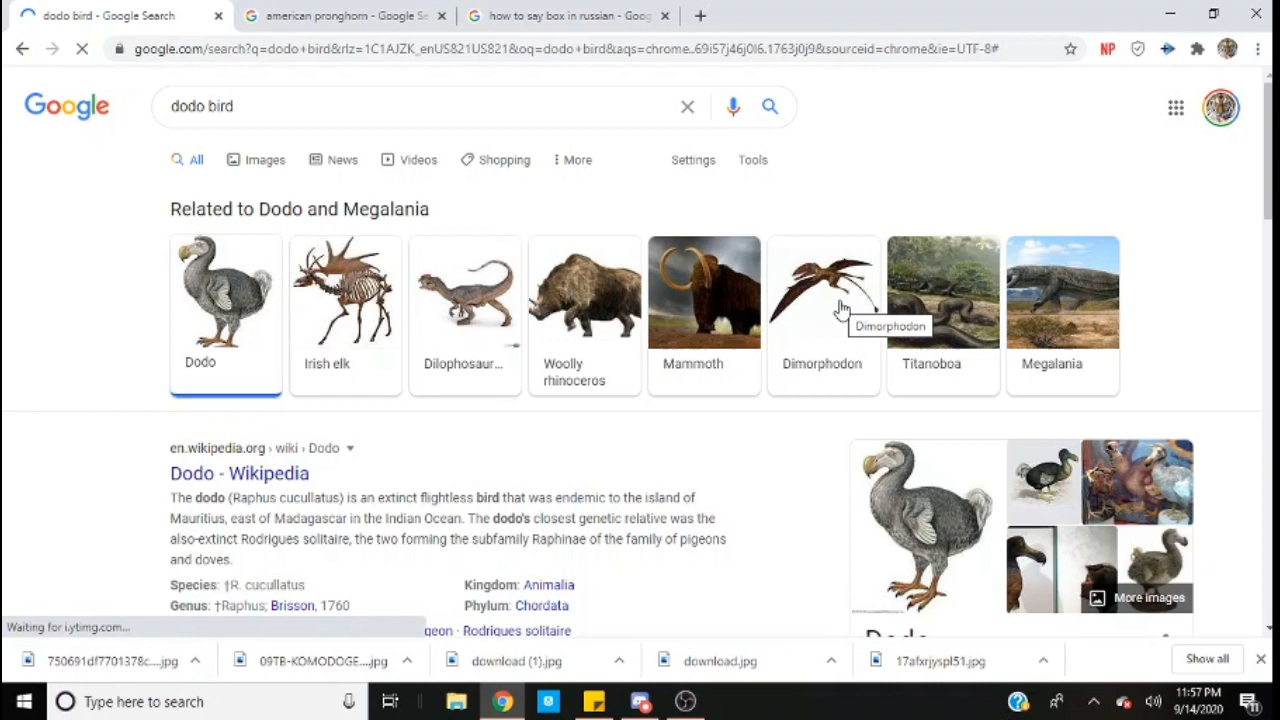 dodo bird - Google Search
american pronghorn - Google Se
how to say box in russian - Goog
google.com/search?q=dodo+bird&rlz=1C1AJZK_enUS821US821&oq=dodo+bird&aqs=chrome..69i57j46j0l6.1763j0j9&sourceid=chrome&ie=UTF-8#
NP
Google
dodo bird
All
Images
News
Videos
Shopping
More
Settings
Tools
Related to Dodo and Megalania
Dodo
Irish elk
Dilophosaur...
Woolly
rhinoceros
Mammoth
Dimorphodon
Titanoboa
Megalania
Dimorphodon
en.wikipedia.org › wiki › Dodo
Dodo - Wikipedia
The dodo (Raphus cucullatus) is an extinct flightless bird that was endemic to the island of
Mauritius, east of Madagascar in the Indian Ocean. The dodo's closest genetic relative was the
also-extinct Rodrigues solitaire, the two forming the subfamily Raphinae of the family of pigeons
and doves.
Species: †R. cucullatus
Kingdom: Animalia
Genus: †Raphus; Brisson, 1760
Phylum: Chordata
geon · Rodrigues solitaire
More images
Dodo
Waiting for i.ytimg.com...
750691df7701378c....jpg
09TB-KOMODOGE....jpg
download (1).jpg
download.jpg
17afxrjyspl51.jpg
Show all
Type here to search
11:57 PM
9/14/2020